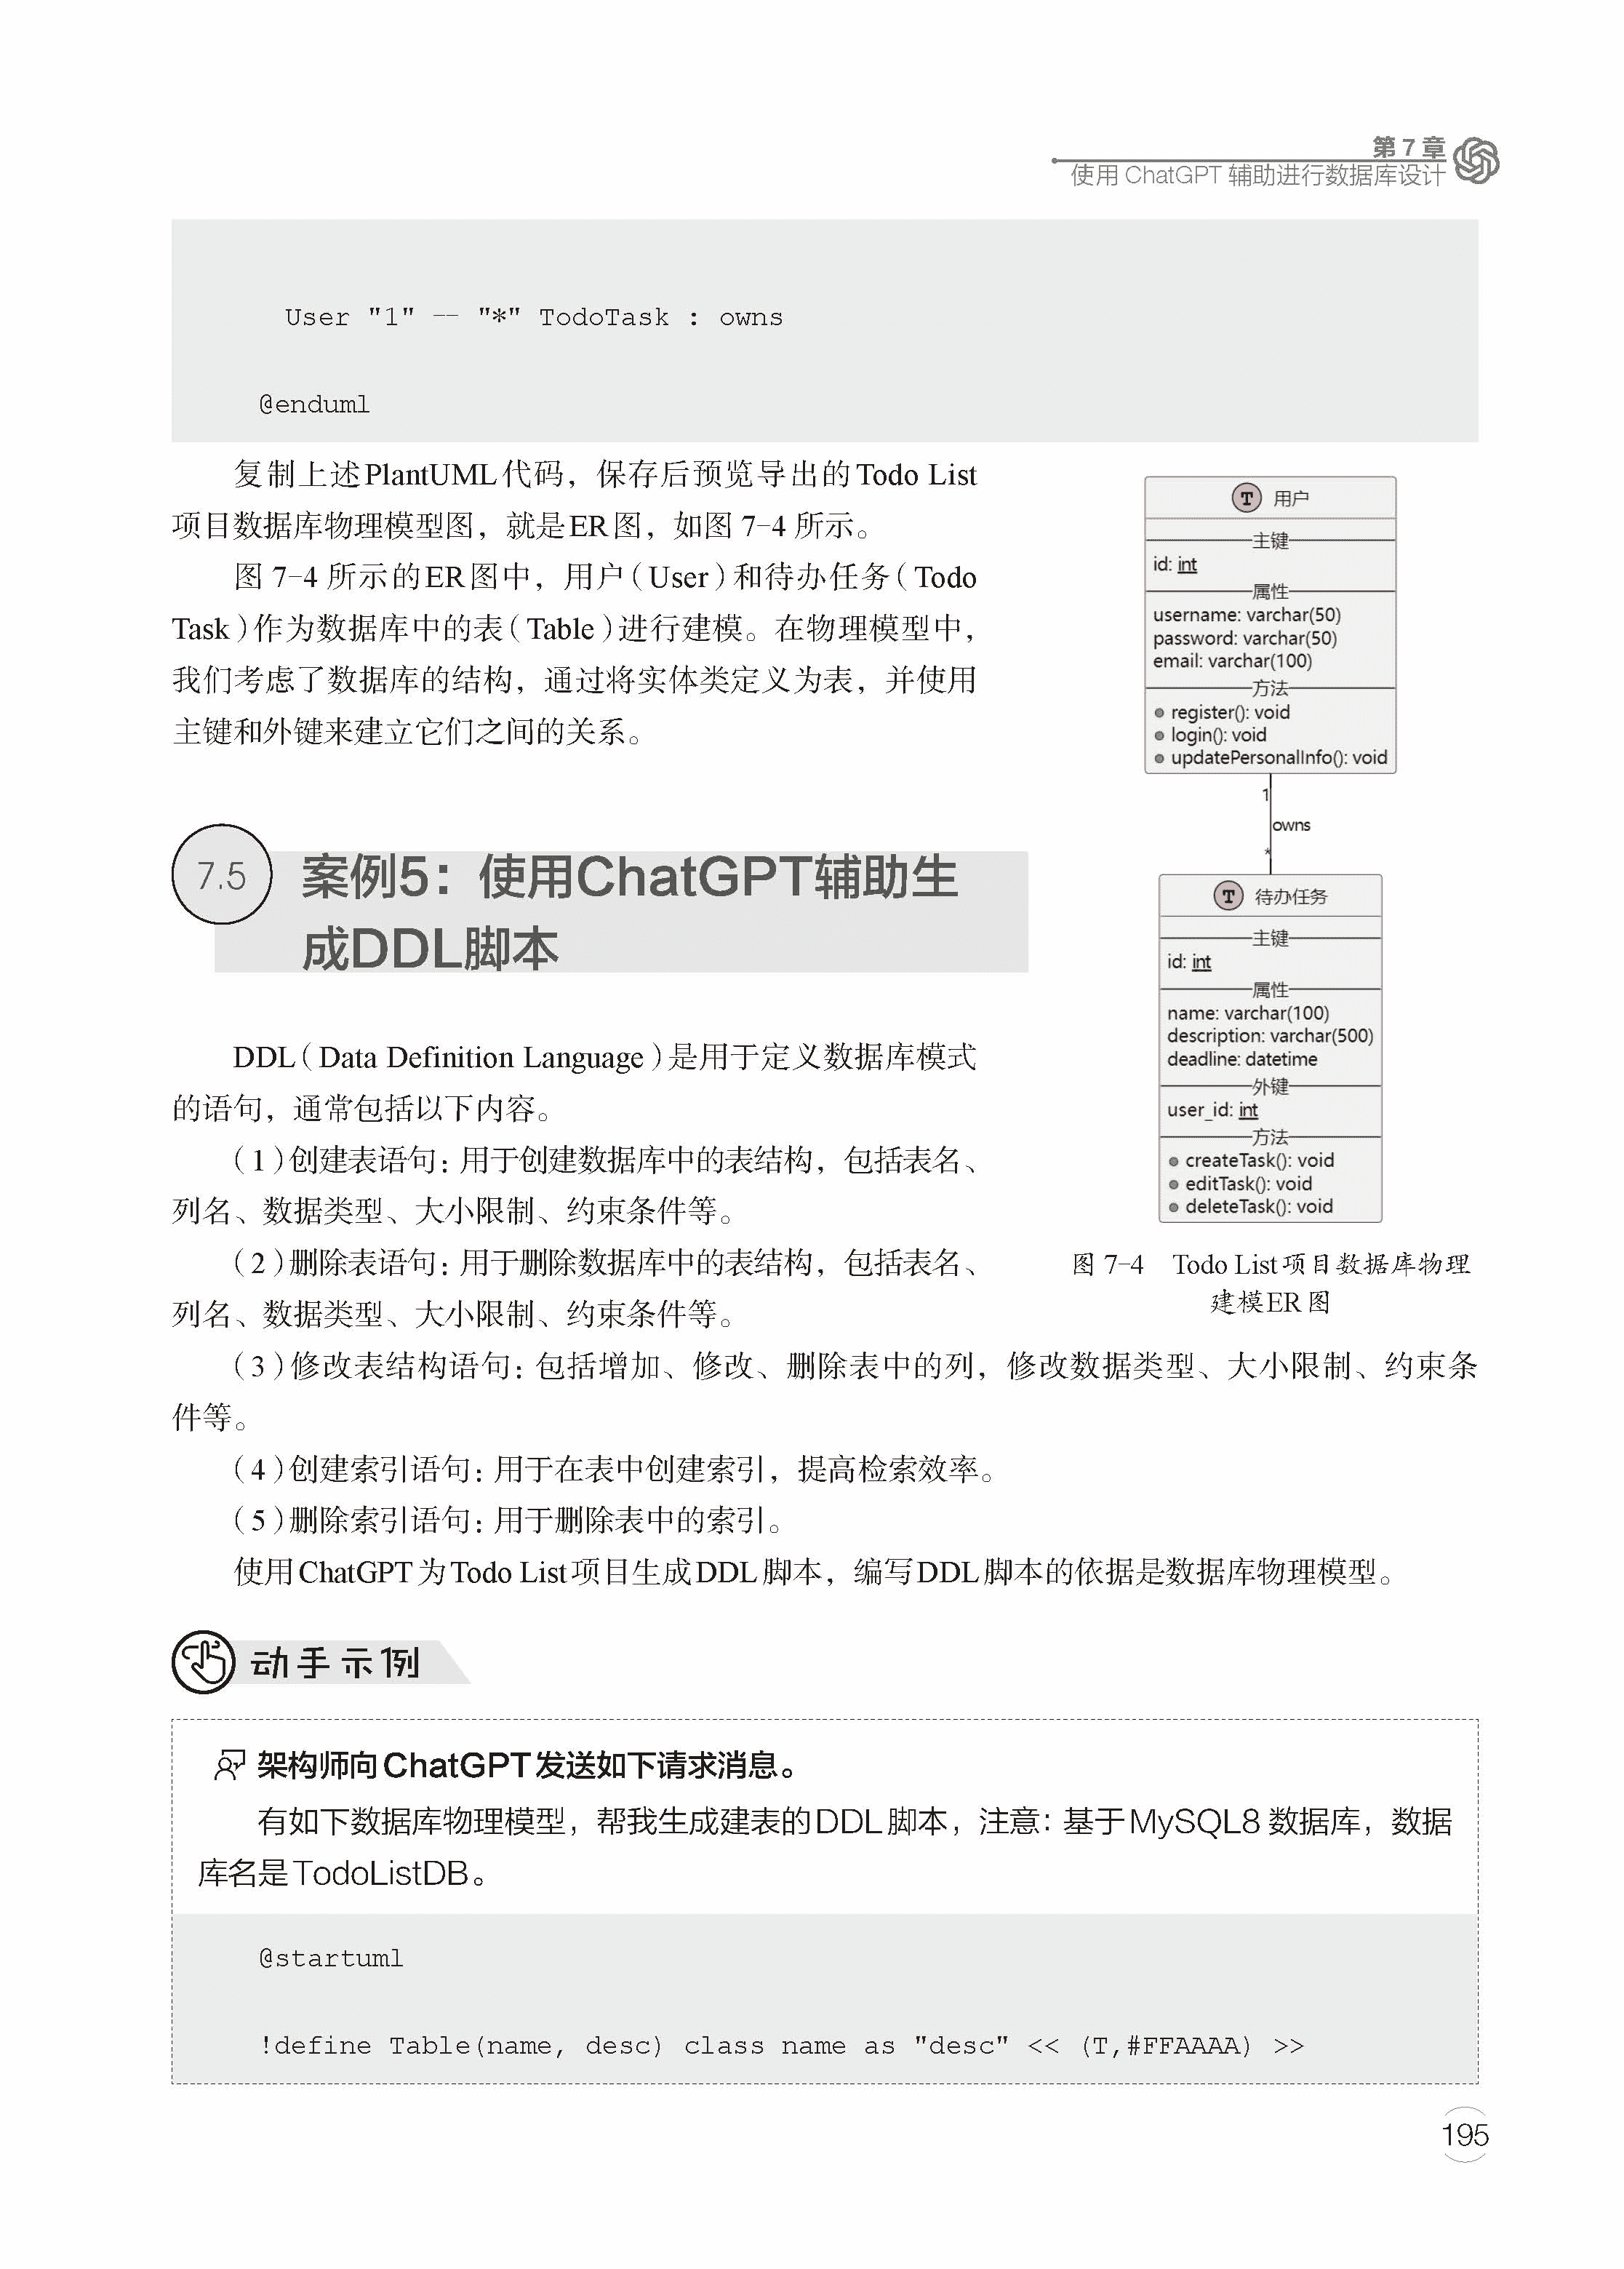 第7章
使用 ChatGPT 辅助进行数据库设计
User "1" -- "*" TodoTask : owns
@enduml
复制上述PlantUML代码，保存后预览导出的Todo List
项目数据库物理模型图，就是ER图，如图 7-4 所示。
图 7-4 所示的ER图中，用户（User）和待办任务（Todo
Task）作为数据库中的表（Table）进行建模。在物理模型中，
我们考虑了数据库的结构，通过将实体类定义为表，并使用
主键和外键来建立它们之间的关系。
T 用户
主键
id: int
属性
username: varchar(50)
password: varchar(50)
email: varchar(100)
方法
register(): void
login(): void
updatePersonalInfo(): void
1
owns
*
T 待办任务
主键
id: int
属性
name: varchar(100)
description: varchar(500)
deadline: datetime
外键
user_id: int
方法
createTask(): void
editTask(): void
deleteTask(): void
图 7-4 Todo List项目数据库物理
建模ER图
7.5 案例5：使用ChatGPT辅助生
成DDL脚本
DDL（Data Definition Language）是用于定义数据库模式
的语句，通常包括以下内容。
（1）创建表语句：用于创建数据库中的表结构，包括表名、
列名、数据类型、大小限制、约束条件等。
（2）删除表语句：用于删除数据库中的表结构，包括表名、
列名、数据类型、大小限制、约束条件等。
（3）修改表结构语句：包括增加、修改、删除表中的列，修改数据类型、大小限制、约束条
件等。
（4）创建索引语句：用于在表中创建索引，提高检索效率。
（5）删除索引语句：用于删除表中的索引。
使用ChatGPT为Todo List项目生成DDL脚本，编写DDL脚本的依据是数据库物理模型。
动手示例
架构师向ChatGPT发送如下请求消息。
有如下数据库物理模型，帮我生成建表的DDL脚本，注意：基于MySQL8 数据库，数据
库名是TodoListDB。
@startuml
!define Table(name, desc) class name as "desc" << (T,#FFAAAA) >>
195